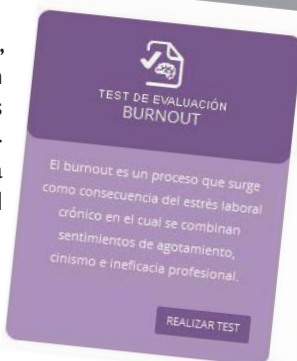 TEST DE EVALUACIÓN
BURNOUT
El burnout es un proceso que surge
como consecuencia del estrés laboral
crónico en el cual se combinan
sentimientos de agotamiento,
cinismo e ineficacia profesional.
REALIZAR TEST